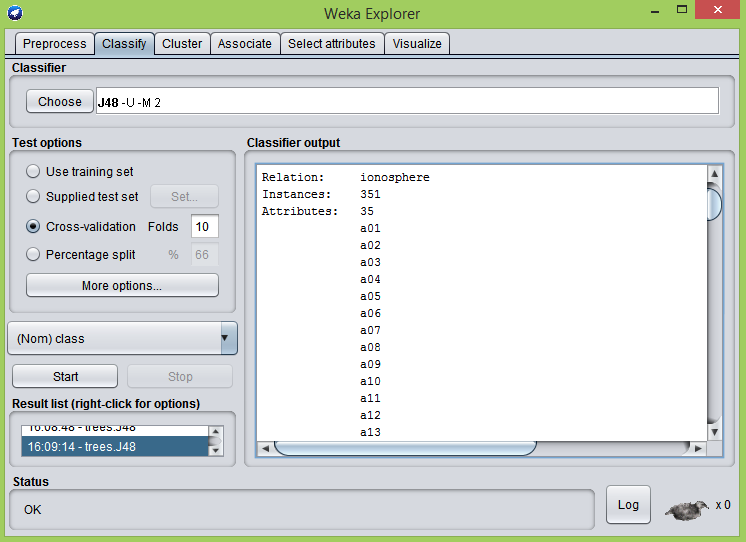 Weka Explorer
Preprocess Classify Cluster Associate Select attributes Visualize
Classifier
Choose J48 -U -M 2
Test options
Use training set
Supplied test set Set...
Cross-validation Folds 10
Percentage split % 66
More options...
(Nom) class
Start Stop
Result list (right-click for options)
16:08:48 - trees.J48
16:09:14 - trees.J48
Classifier output
Relation: ionosphere
Instances: 351
Attributes: 35
a01
a02
a03
a04
a05
a06
a07
a08
a09
a10
a11
a12
a13
Status
OK
Log x 0